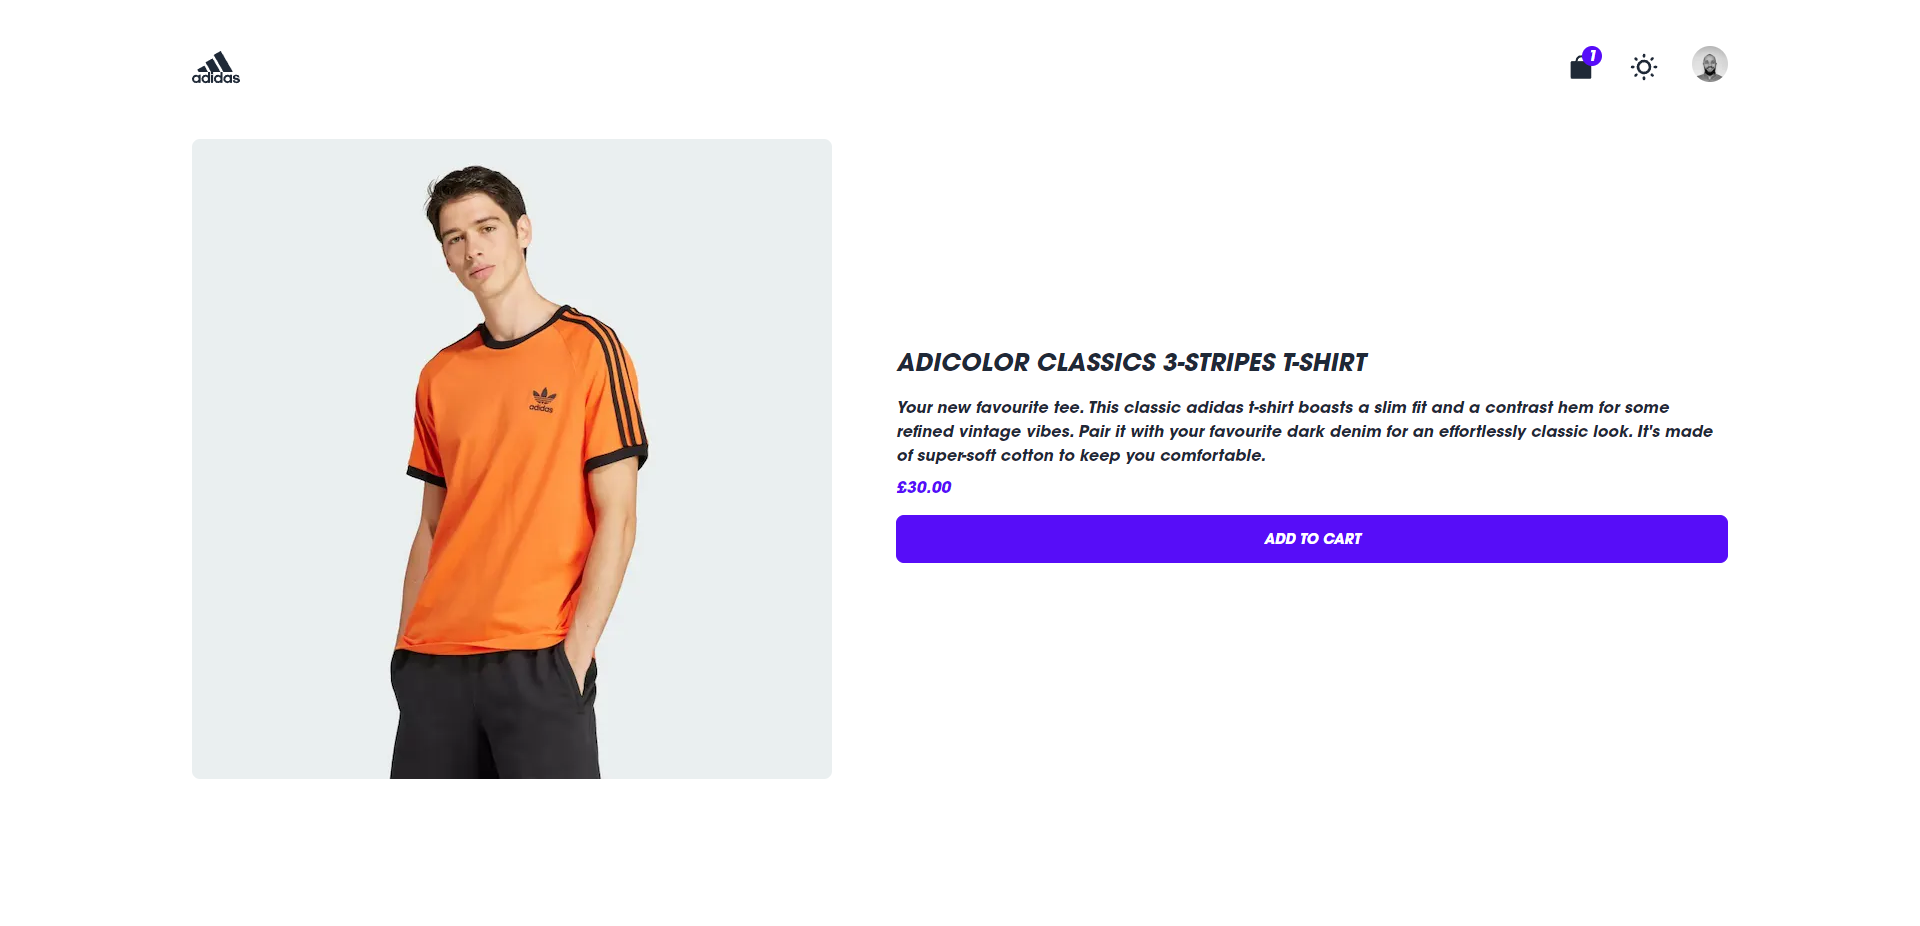 adidas
1
adidas
ADICOLOR CLASSICS 3-STRIPES T-SHIRT
Your new favourite tee. This classic adidas t-shirt boasts a slim fit and a contrast hem for some
refined vintage vibes. Pair it with your favourite dark denim for an effortlessly classic look. It's made
of super-soft cotton to keep you comfortable.
£30.00
ADD TO CART